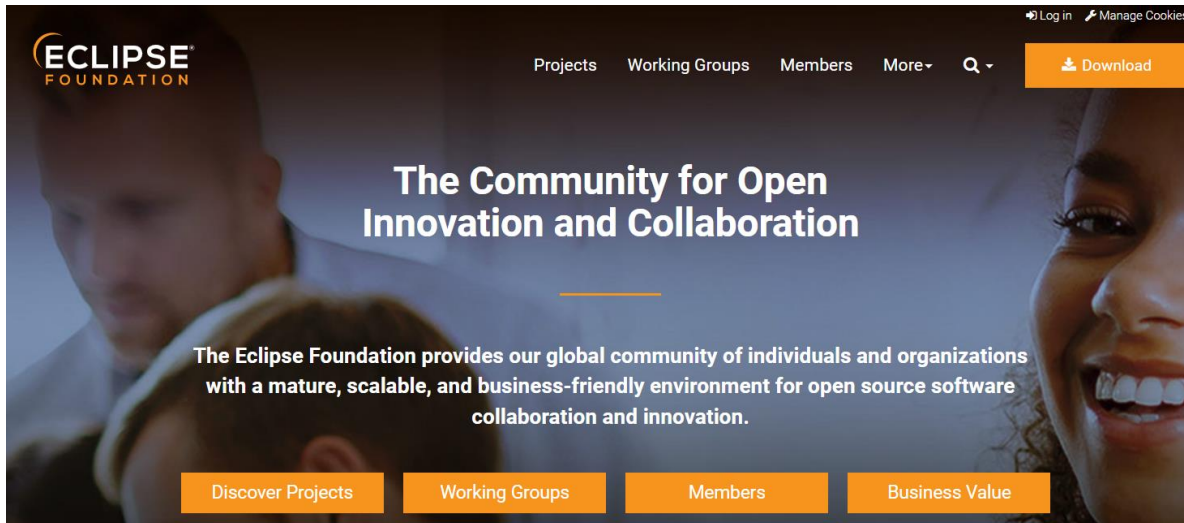 Log in Manage Cookies
ECLIPSE®
FOUNDATION
Projects Working Groups Members More Download
The Community for Open
Innovation and Collaboration
The Eclipse Foundation provides our global community of individuals and organizations
with a mature, scalable, and business-friendly environment for open source software
collaboration and innovation.
Discover Projects Working Groups Members Business Value